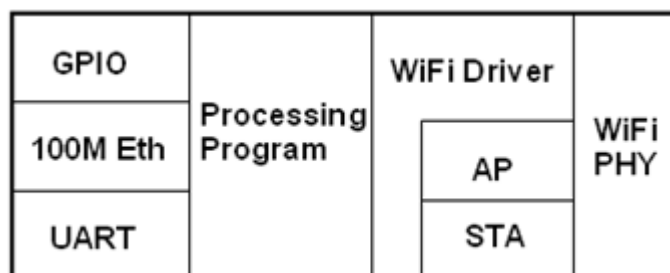 GPIO
100M Eth
UART
Processing
Program
WiFi Driver
AP
STA
WiFi
PHY